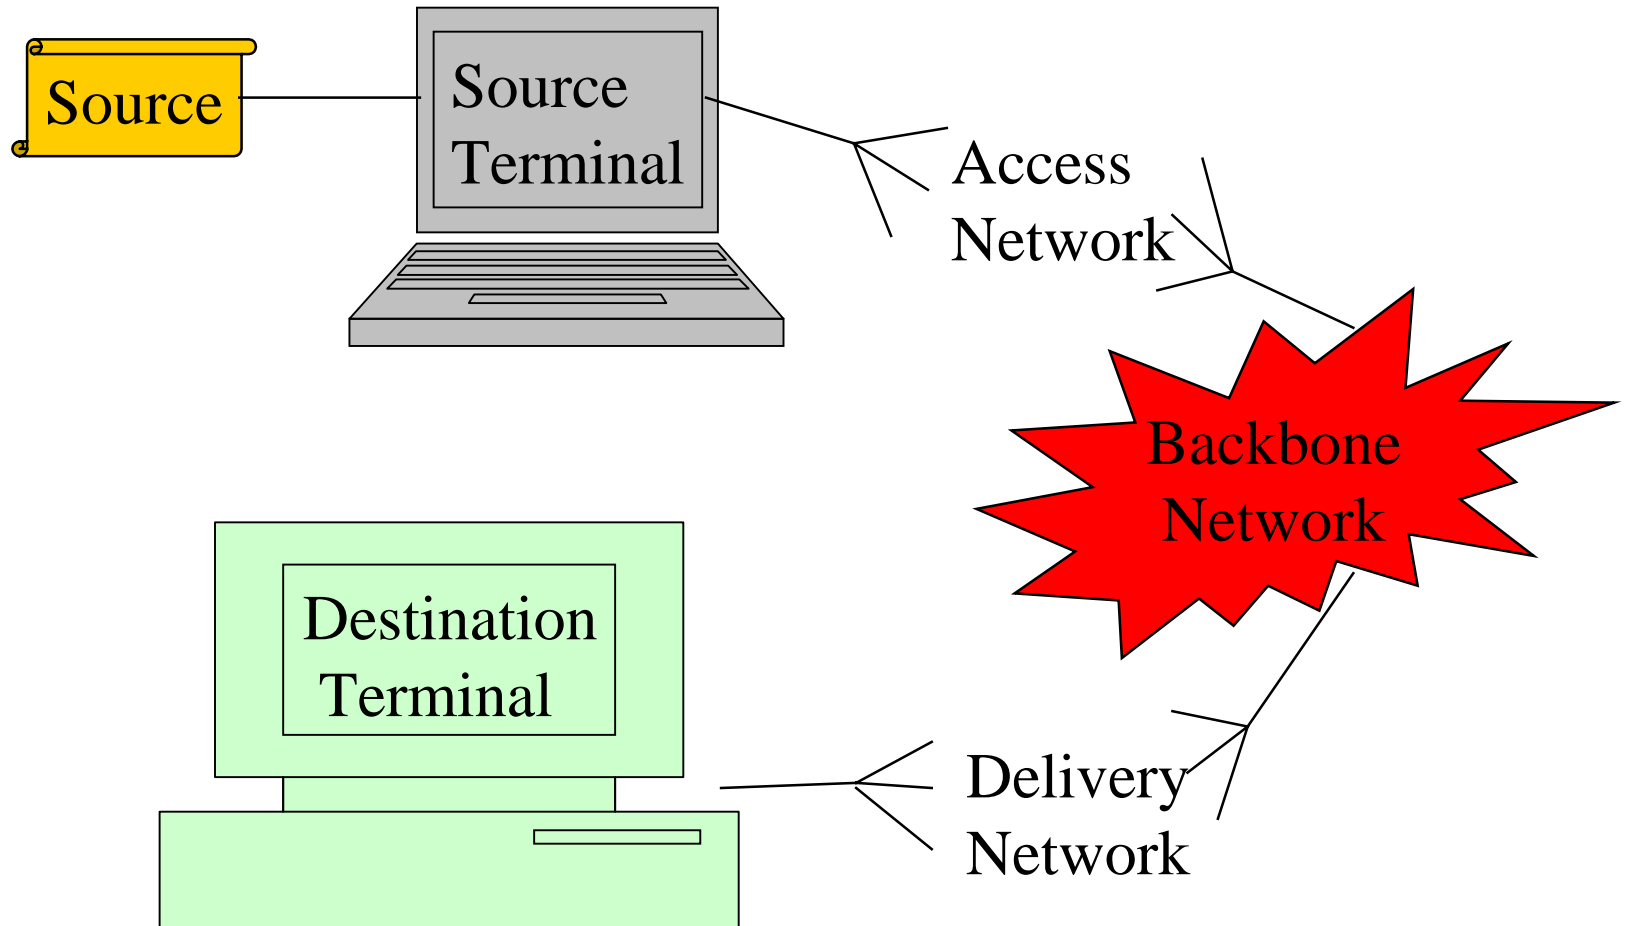 Source
Source
Terminal
Access
Network
Backbone
Network
Destination
Terminal
Delivery
Network